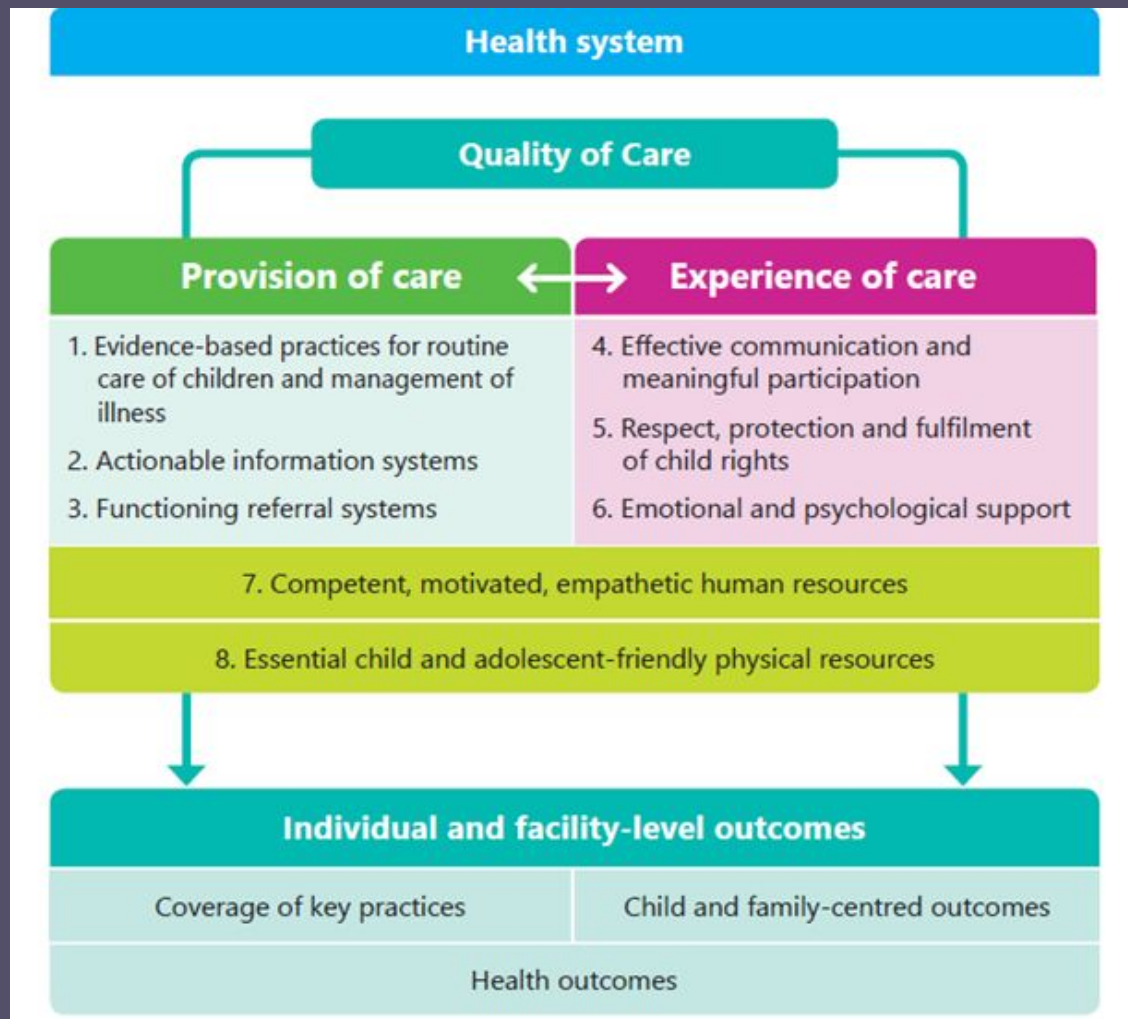 Health system
Quality of Care
Provision of care
1. Evidence-based practices for routine
care of children and management of
illness
2. Actionable information systems
3. Functioning referral systems
Experience of care
4. Effective communication and
meaningful participation
5. Respect, protection and fulfilment
of child rights
6. Emotional and psychological support
7. Competent, motivated, empathetic human resources
8. Essential child and adolescent-friendly physical resources
Individual and facility-level outcomes
Coverage of key practices
Child and family-centred outcomes
Health outcomes